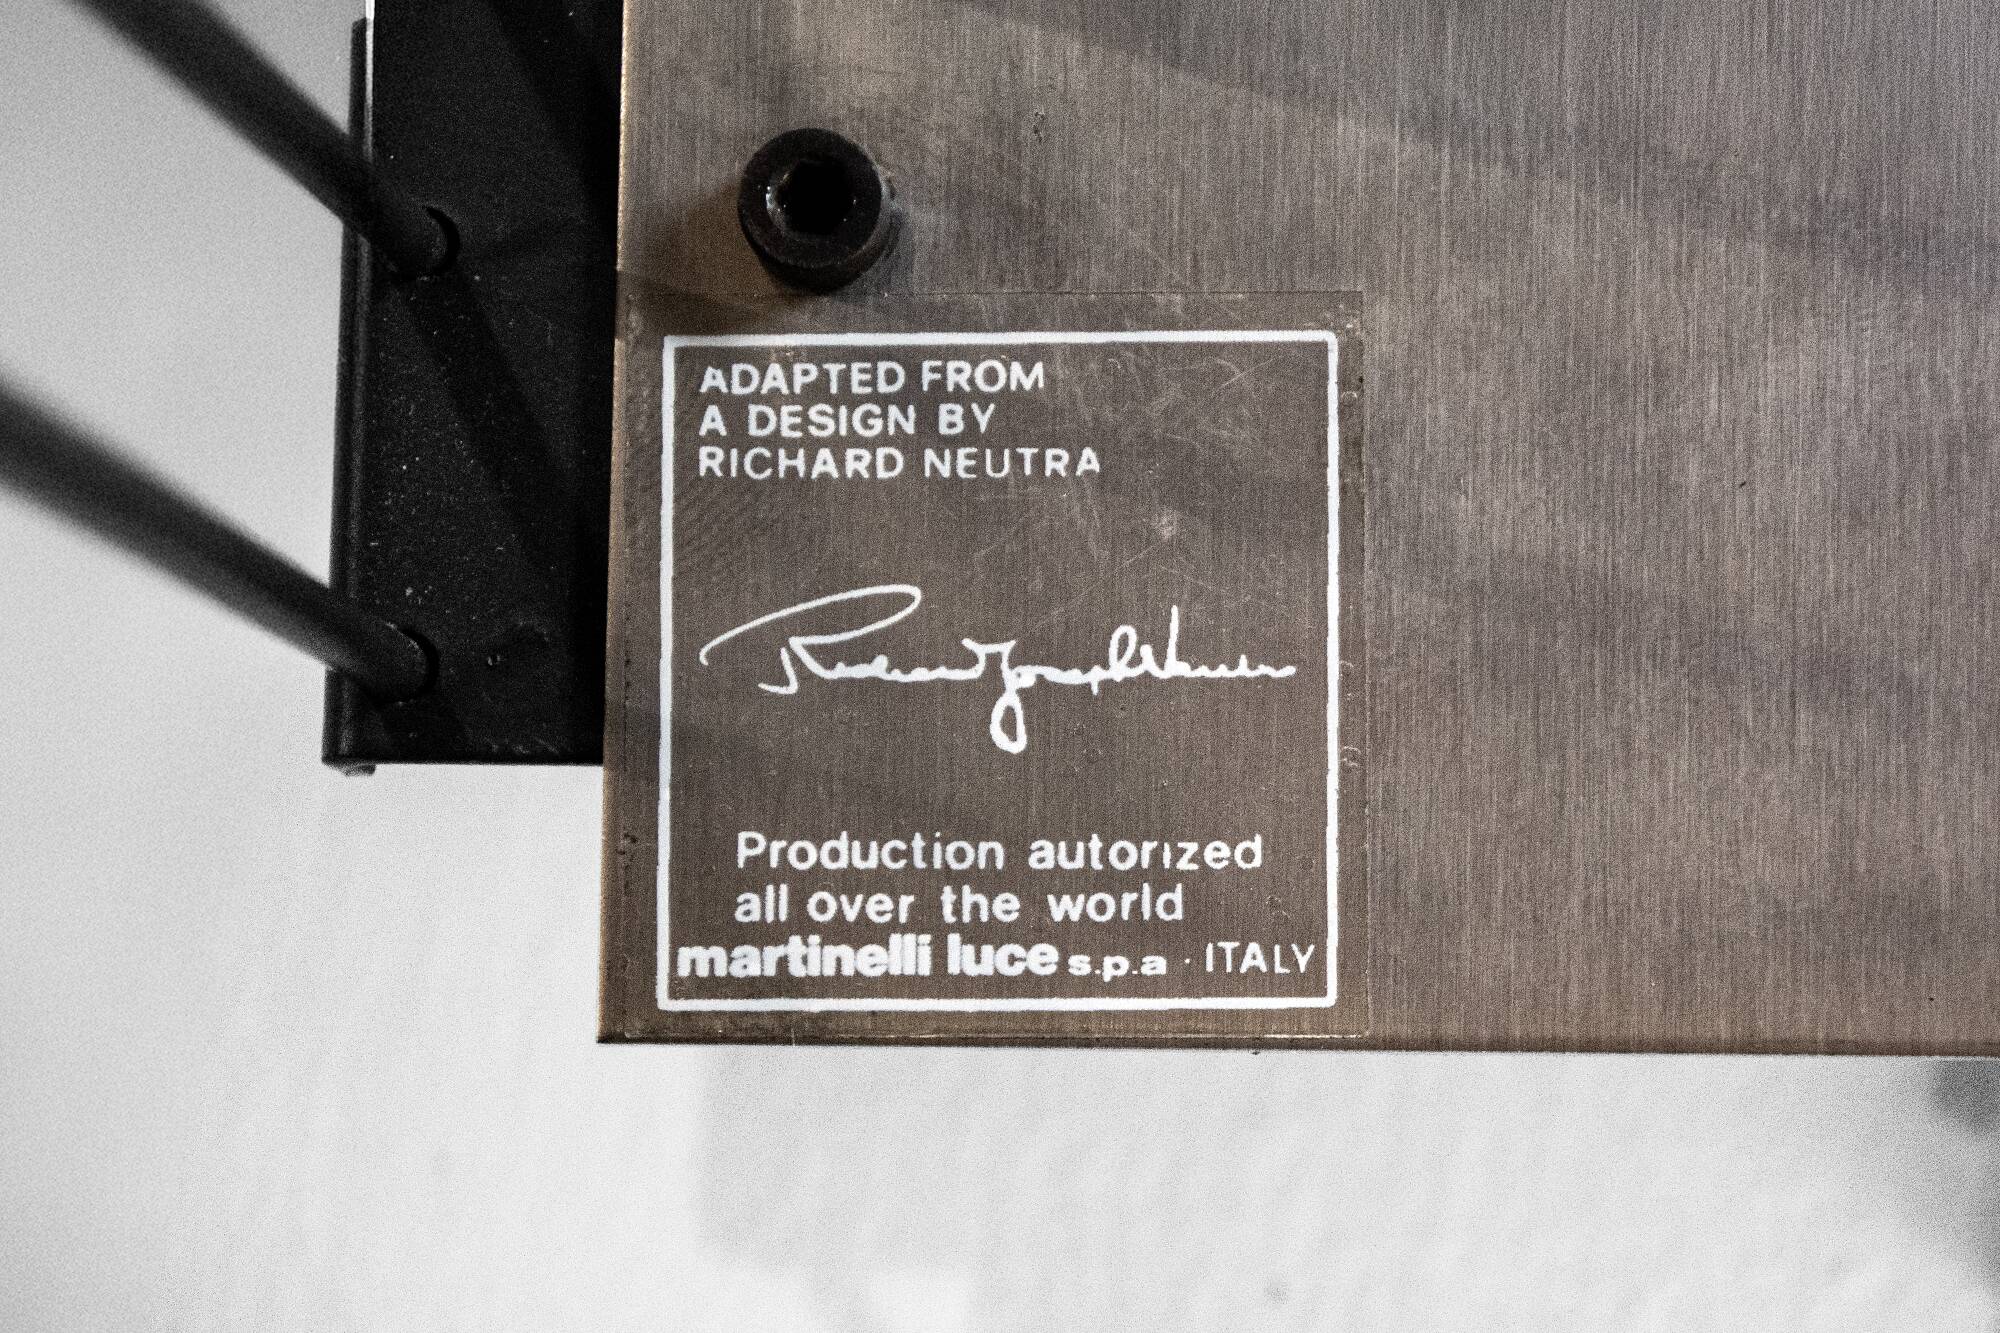 ADAPTED FROM
A DESIGN BY
RICHARD NEUTRA
Production autorized
all over the world
martinelli luce s.p.a · ITALY